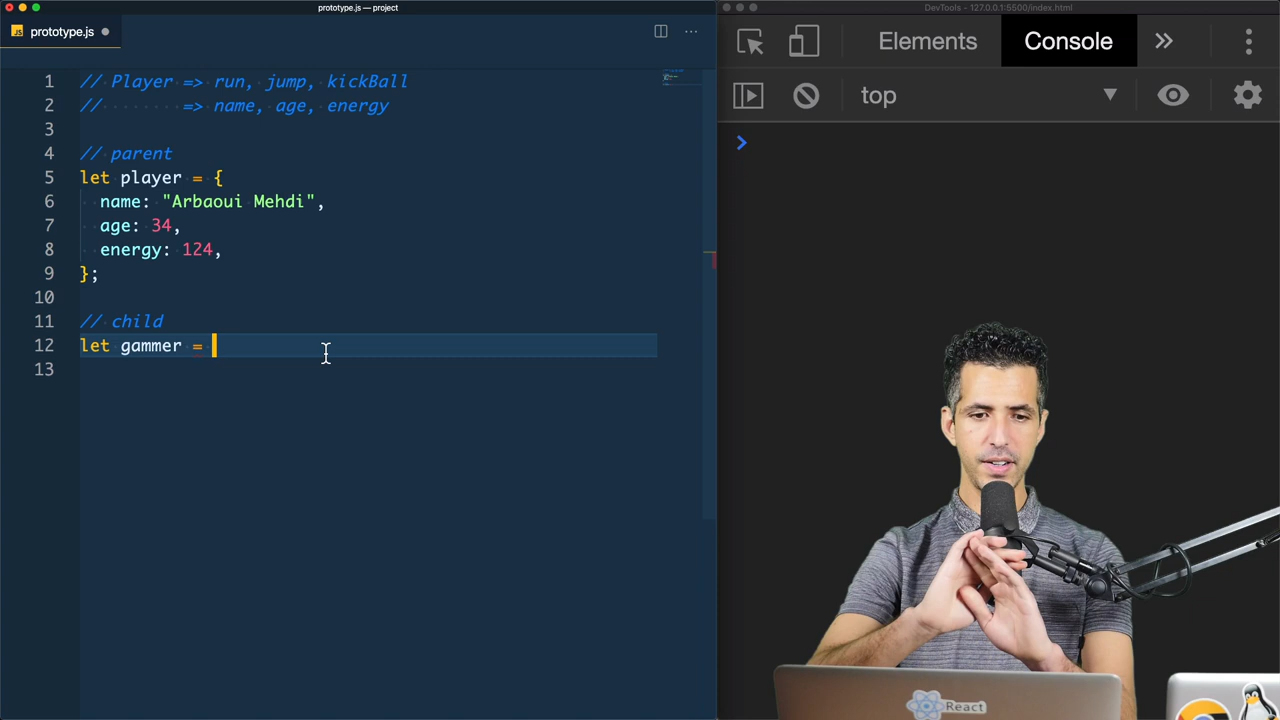 prototype.js — project
DevTools - 127.0.0.1:5500/index.html
JS prototype.js
Elements
Console
top
1 // Player => run, jump, kickBall
2 // => name, age, energy
3
4 // parent
5 let player = {
6 name: "Arbaoui Mehdi",
7 age: 34,
8 energy: 124,
9 };
10
11 // child
12 let gammer =
13
React